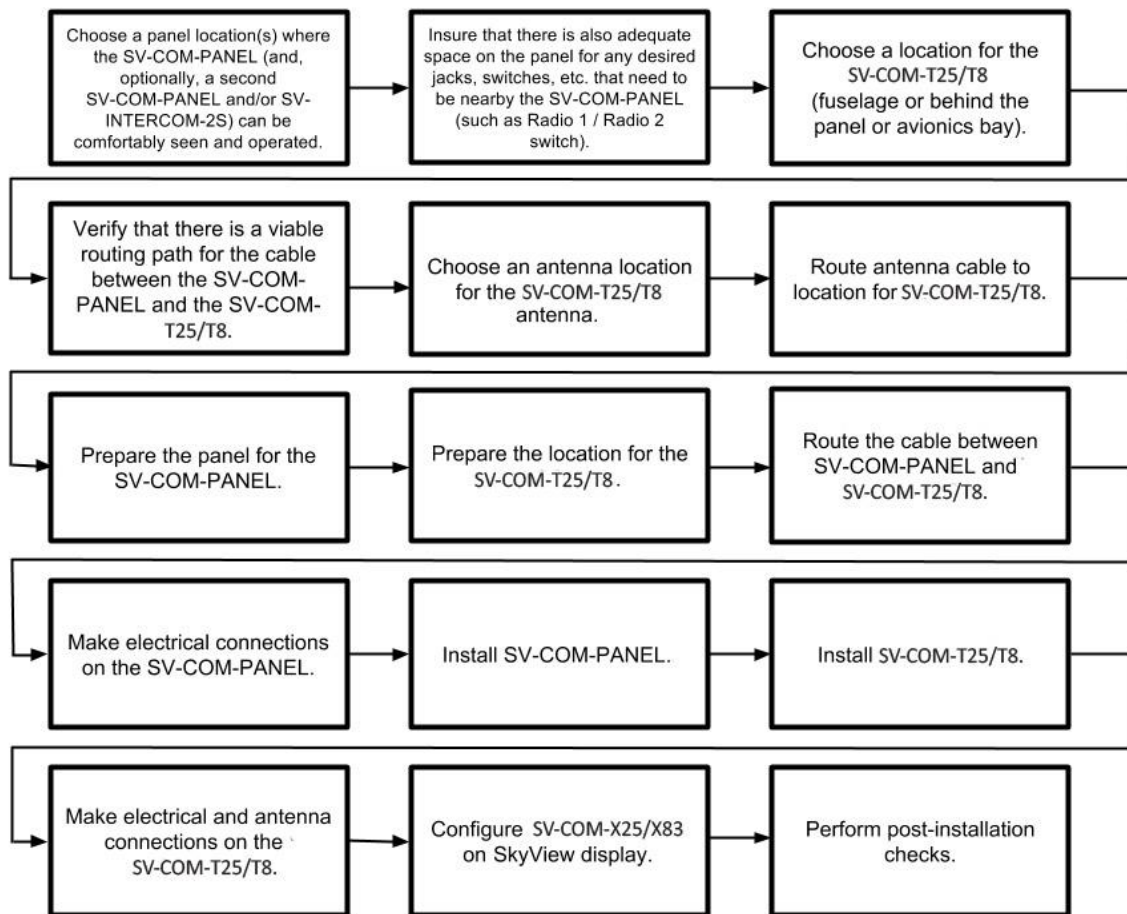 Choose a panel location(s) where
the SV-COM-PANEL (and,
optionally, a second
SV-COM-PANEL and/or SV-
INTERCOM-2S) can be
comfortably seen and operated.
Insure that there is also adequate
space on the panel for any desired
jacks, switches, etc. that need to
be nearby the SV-COM-PANEL
(such as Radio 1 / Radio 2
switch).
Choose a location for the
SV-COM-T25/T8
(fuselage or behind the
panel or avionics bay).
Verify that there is a viable
routing path for the cable
between the SV-COM-
PANEL and the SV-COM-
T25/T8.
Choose an antenna location
for the SV-COM-T25/T8
antenna.
Route antenna cable to
location for SV-COM-T25/T8.
Prepare the panel for the
SV-COM-PANEL.
Prepare the location for the
SV-COM-T25/T8.
Route the cable between
SV-COM-PANEL and
SV-COM-T25/T8.
Make electrical connections
on the SV-COM-PANEL.
Install SV-COM-PANEL.
Install SV-COM-T25/T8.
Make electrical and antenna
connections on the
SV-COM-T25/T8.
Configure SV-COM-X25/X83
on SkyView display.
Perform post-installation
checks.